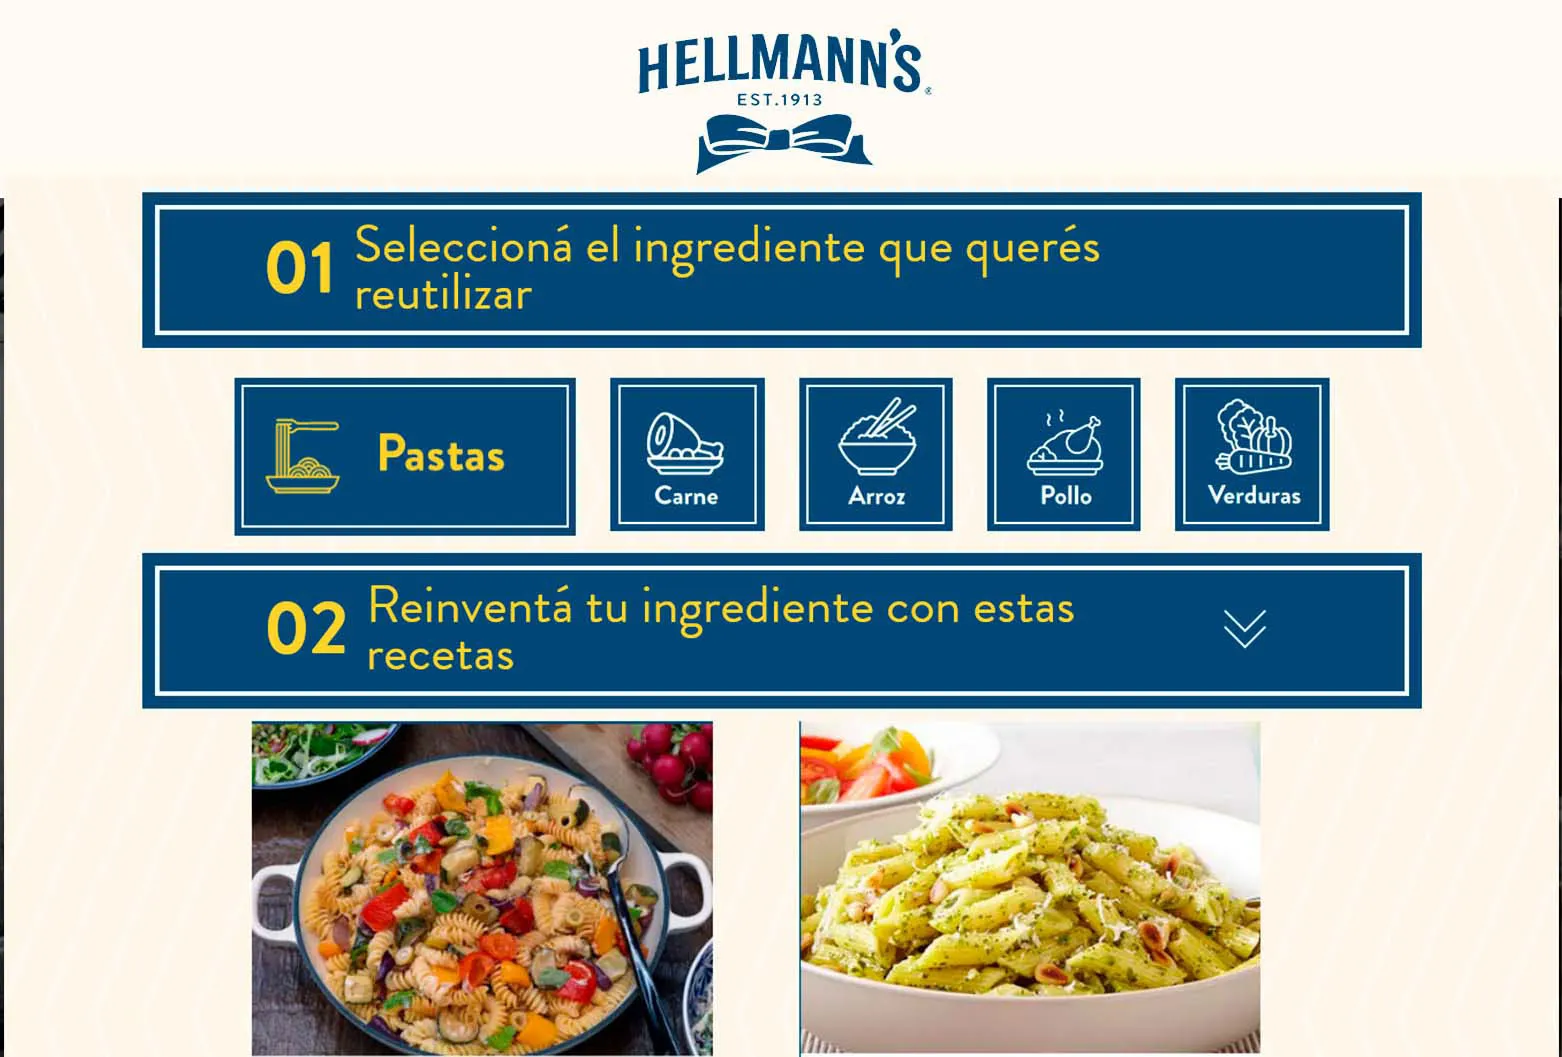 HELLMANN'S®
EST.1913
01 Seleccioná el ingrediente que querés
reutilizar
Pastas
Carne
Arroz
Pollo
Verduras
02 Reinventá tu ingrediente con estas
recetas